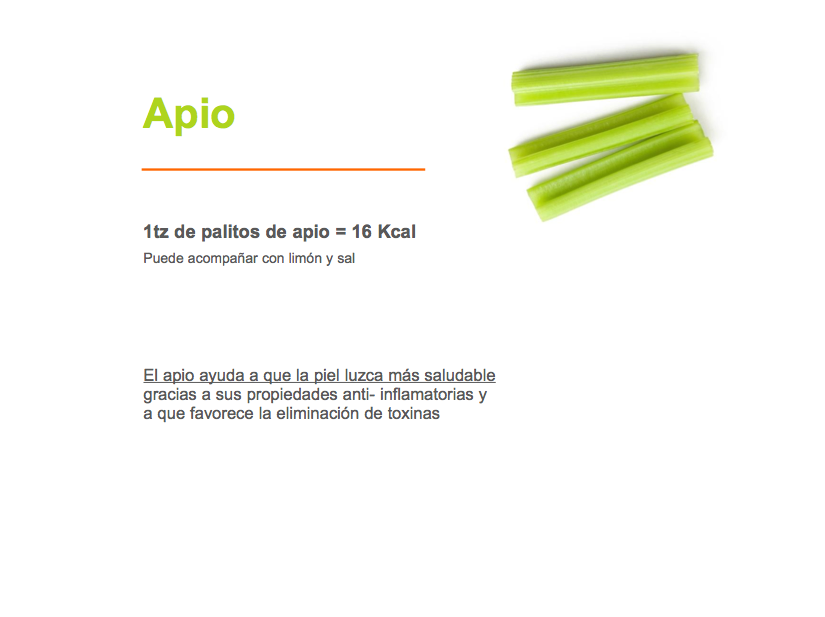 Apio
1tz de palitos de apio = 16 Kcal
Puede acompañar con limón y sal
El apio ayuda a que la piel luzca más saludable
gracias a sus propiedades anti- inflamatorias y
a que favorece la eliminación de toxinas